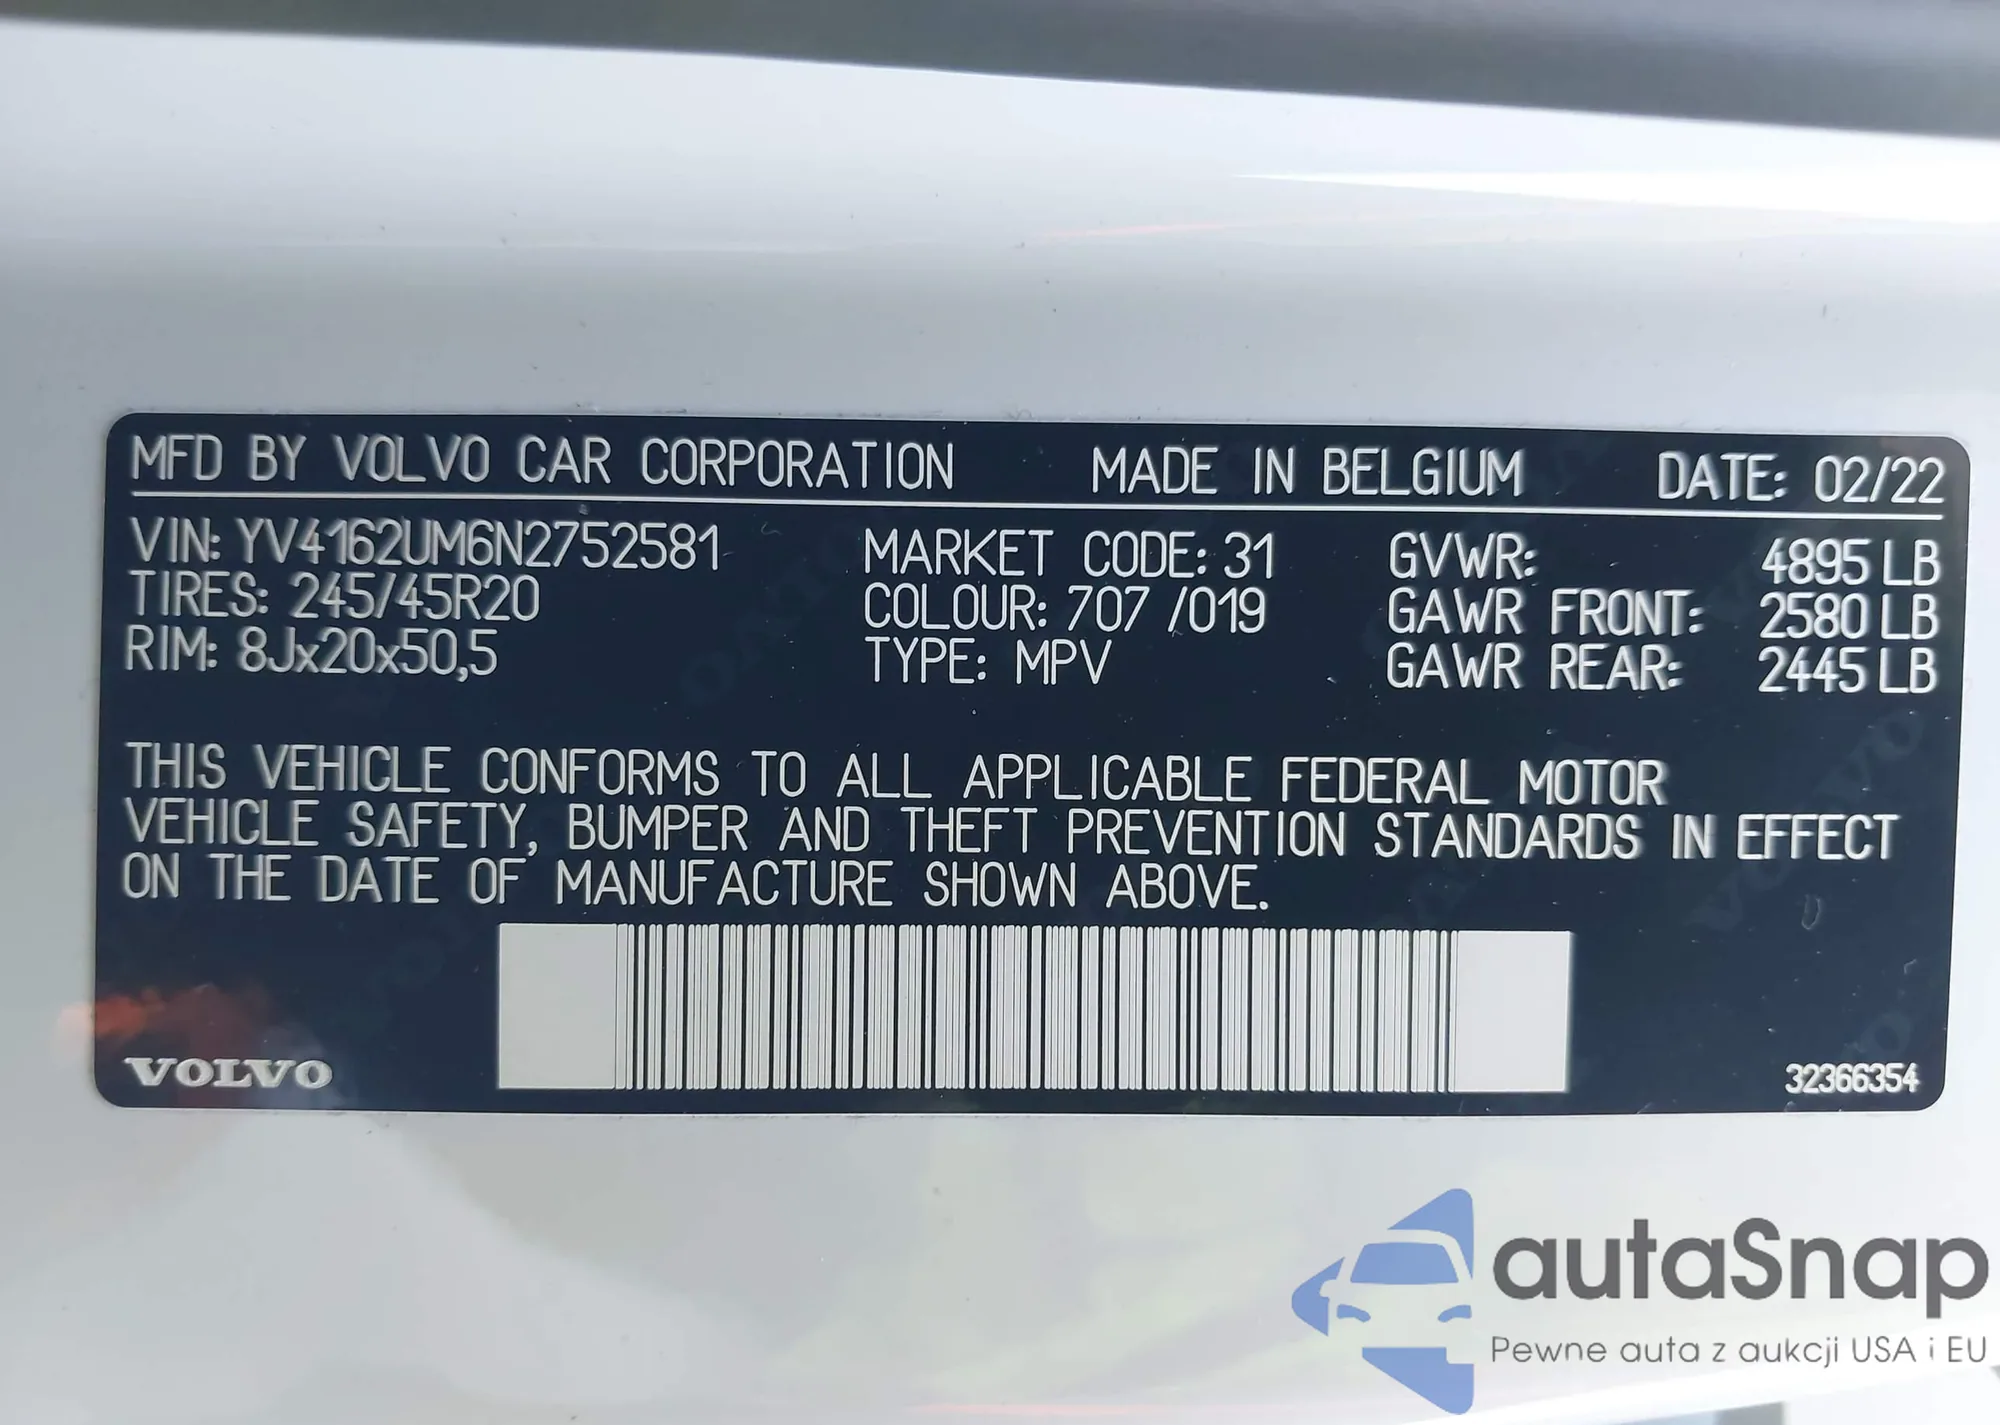 MFD BY VOLVO CAR CORPORATION MADE IN BELGIUM DATE: 02/22
VIN: YV4162UM6N2752581 MARKET CODE: 31 GVWR: 4895 LB
TIRES: 245/45R20 COLOUR: 707 /019 GAWR FRONT: 2580 LB
RIM: 8Jx20x50,5 TYPE: MPV GAWR REAR: 2445 LB
THIS VEHICLE CONFORMS TO ALL APPLICABLE FEDERAL MOTOR
VEHICLE SAFETY, BUMPER AND THEFT PREVENTION STANDARDS IN EFFECT
ON THE DATE OF MANUFACTURE SHOWN ABOVE.
VOLVO 32366354
autaSnap
Pewne auta z aukcji USA i EU